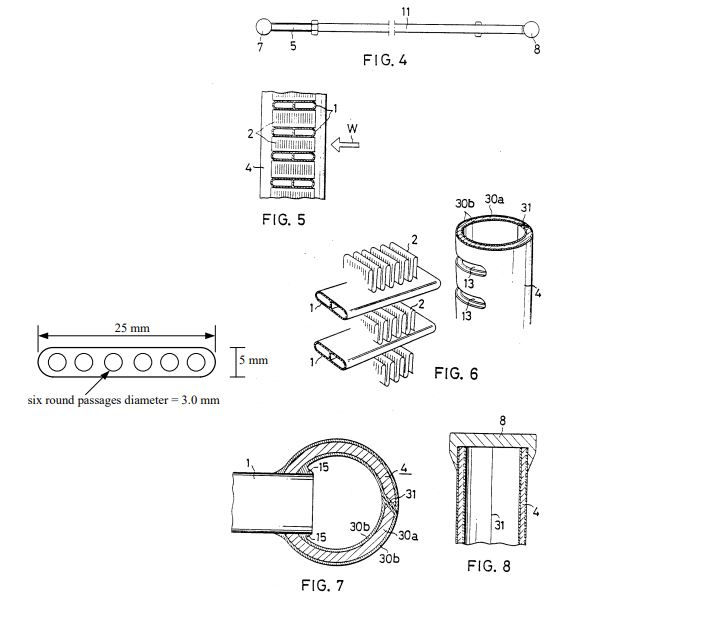 11
7
5
8
FIG. 4
1
2
W
4
FIG. 5
30a
30b
31
2
13
4
13
1
2
1
FIG. 6
25 mm
5 mm
six round passages diameter = 3.0 mm
8
1
15
4
31
4
15
30b
30a
30b
31
FIG. 7
FIG. 8